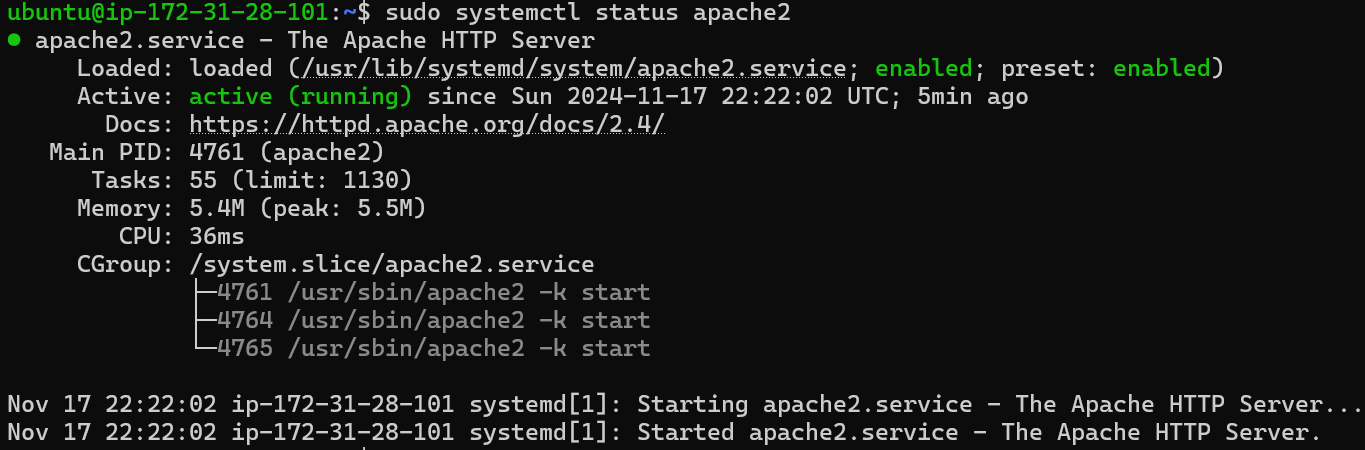 ubuntu@ip-172-31-28-101:~$ sudo systemctl status apache2
● apache2.service - The Apache HTTP Server
     Loaded: loaded (/usr/lib/systemd/system/apache2.service; enabled; preset: enabled)
     Active: active (running) since Sun 2024-11-17 22:22:02 UTC; 5min ago
       Docs: https://httpd.apache.org/docs/2.4/
   Main PID: 4761 (apache2)
      Tasks: 55 (limit: 1130)
     Memory: 5.4M (peak: 5.5M)
        CPU: 36ms
     CGroup: /system.slice/apache2.service
             ├─4761 /usr/sbin/apache2 -k start
             ├─4764 /usr/sbin/apache2 -k start
             └─4765 /usr/sbin/apache2 -k start

Nov 17 22:22:02 ip-172-31-28-101 systemd[1]: Starting apache2.service - The Apache HTTP Server...
Nov 17 22:22:02 ip-172-31-28-101 systemd[1]: Started apache2.service - The Apache HTTP Server.